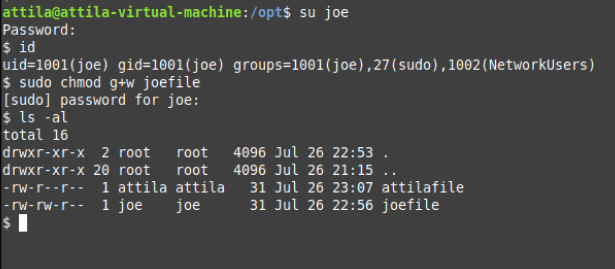 attila@attila-virtual-machine:/opt$ su joe
Password:
$ id
uid=1001(joe) gid=1001(joe) groups=1001(joe),27(sudo),1002(NetworkUsers)
$ sudo chmod g+w joefile
[sudo] password for joe:
$ ls -al
total 16
drwxr-xr-x  2 root   root   4096 Jul 26 22:53 .
drwxr-xr-x 20 root   root   4096 Jul 26 21:15 ..
-rw-r--r--  1 attila attila   31 Jul 26 23:07 attilafile
-rw-rw-r--  1 joe    joe      31 Jul 26 22:56 joefile
$